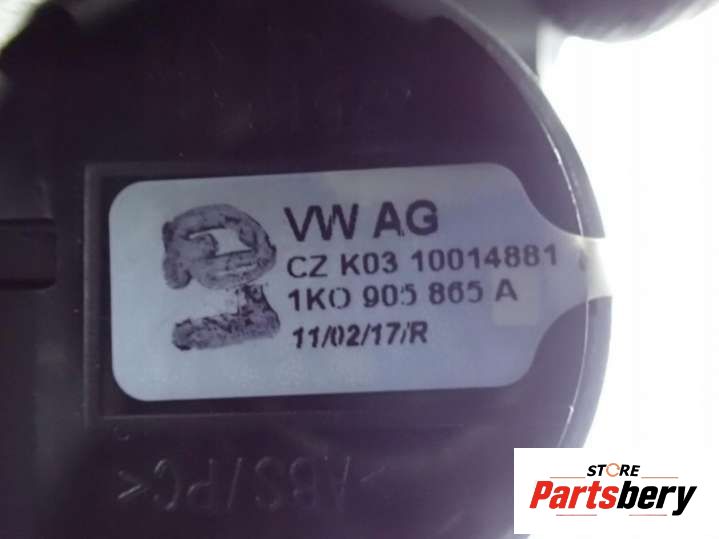 VW AG
CZ K03 10014881
1K0 905 865 A
11/02/17/R
>ABS/PC<
STORE
Partsbery